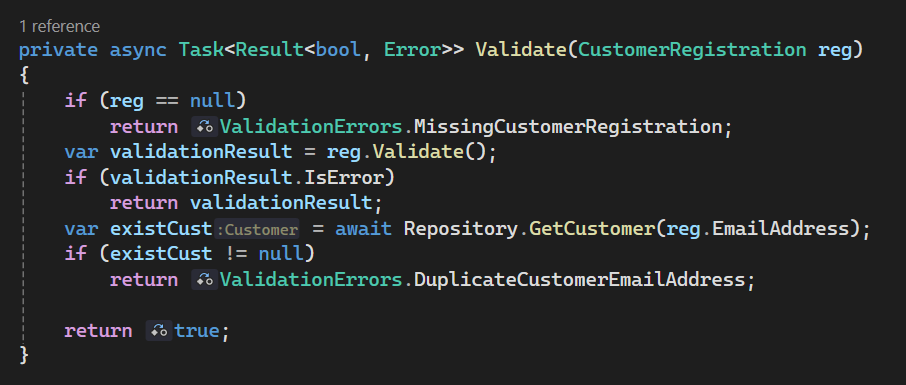 1 reference
private async Task<Result<bool, Error>> Validate(CustomerRegistration reg)
{
    if (reg == null)
        return ValidationErrors.MissingCustomerRegistration;
    var validationResult = reg.Validate();
    if (validationResult.IsError)
        return validationResult;
    var existCust:Customer = await Repository.GetCustomer(reg.EmailAddress);
    if (existCust != null)
        return ValidationErrors.DuplicateCustomerEmailAddress;
    return true;
}